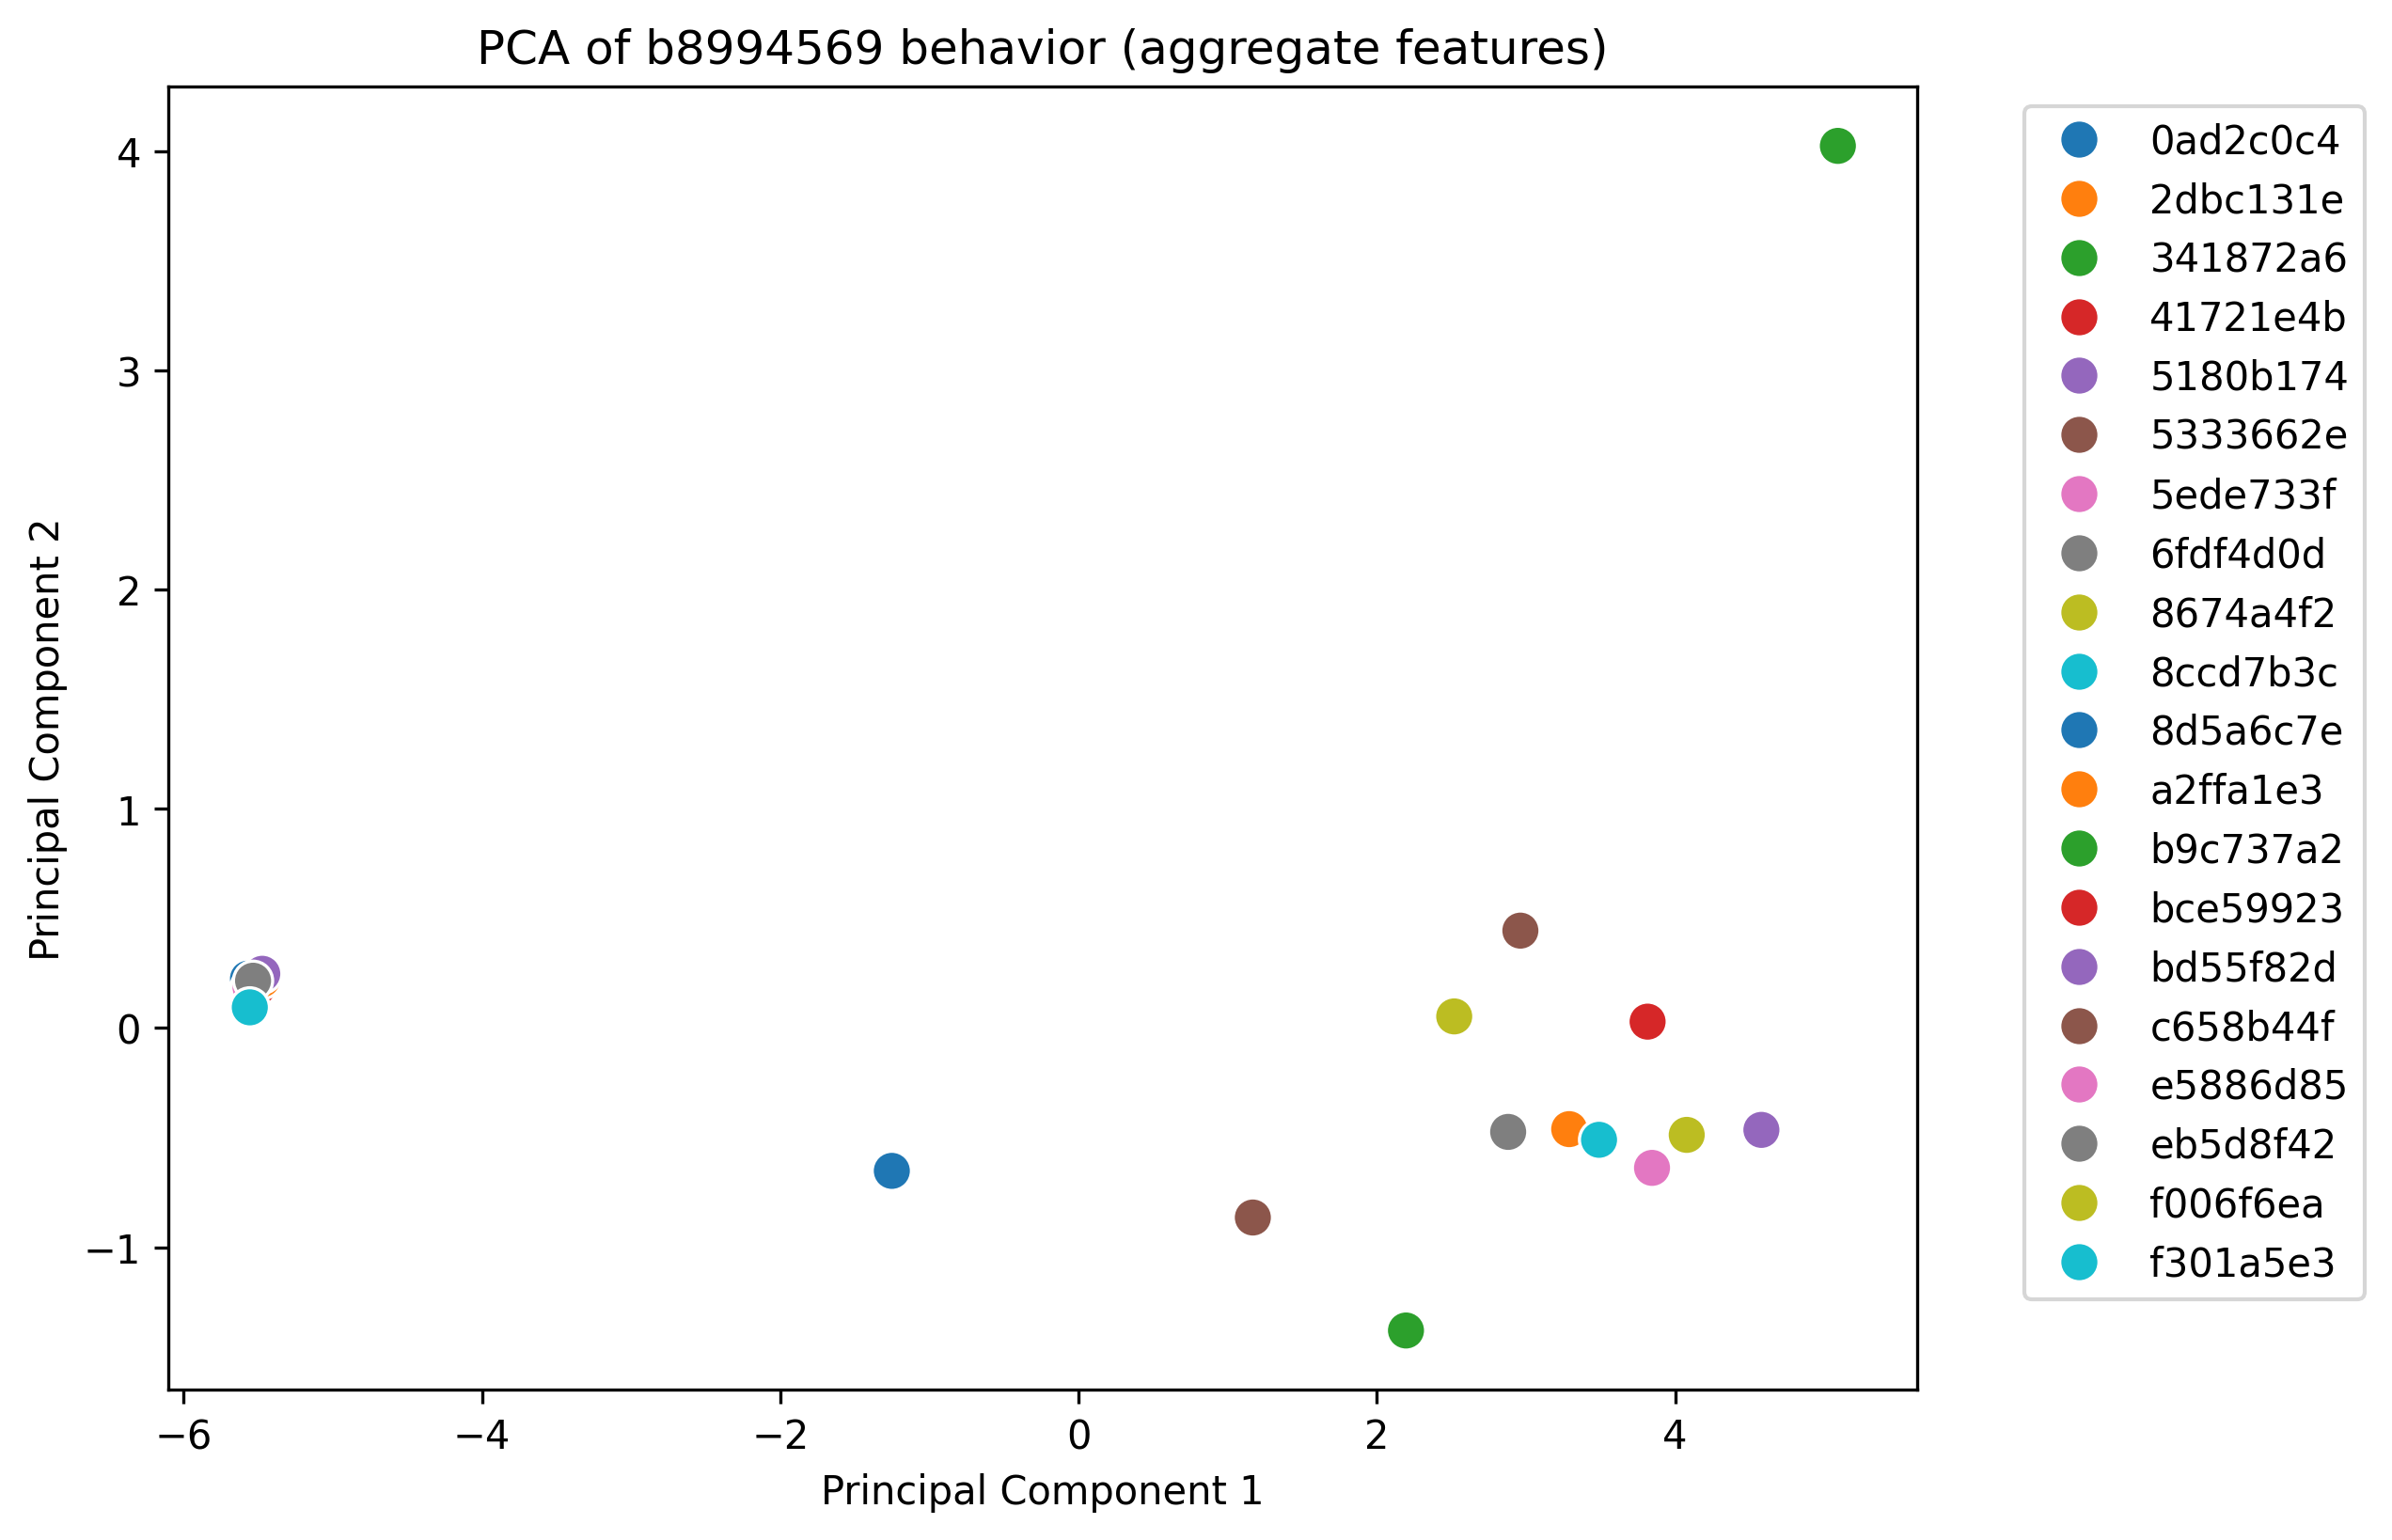 PCA of b8994569 behavior (aggregate features)
4
3
2
1
0
−1
Principal Component 2
−6
−4
−2
0
2
4
Principal Component 1
0ad2c0c4
2dbc131e
341872a6
41721e4b
5180b174
5333662e
5ede733f
6fdf4d0d
8674a4f2
8ccd7b3c
8d5a6c7e
a2ffa1e3
b9c737a2
bce59923
bd55f82d
c658b44f
e5886d85
eb5d8f42
f006f6ea
f301a5e3